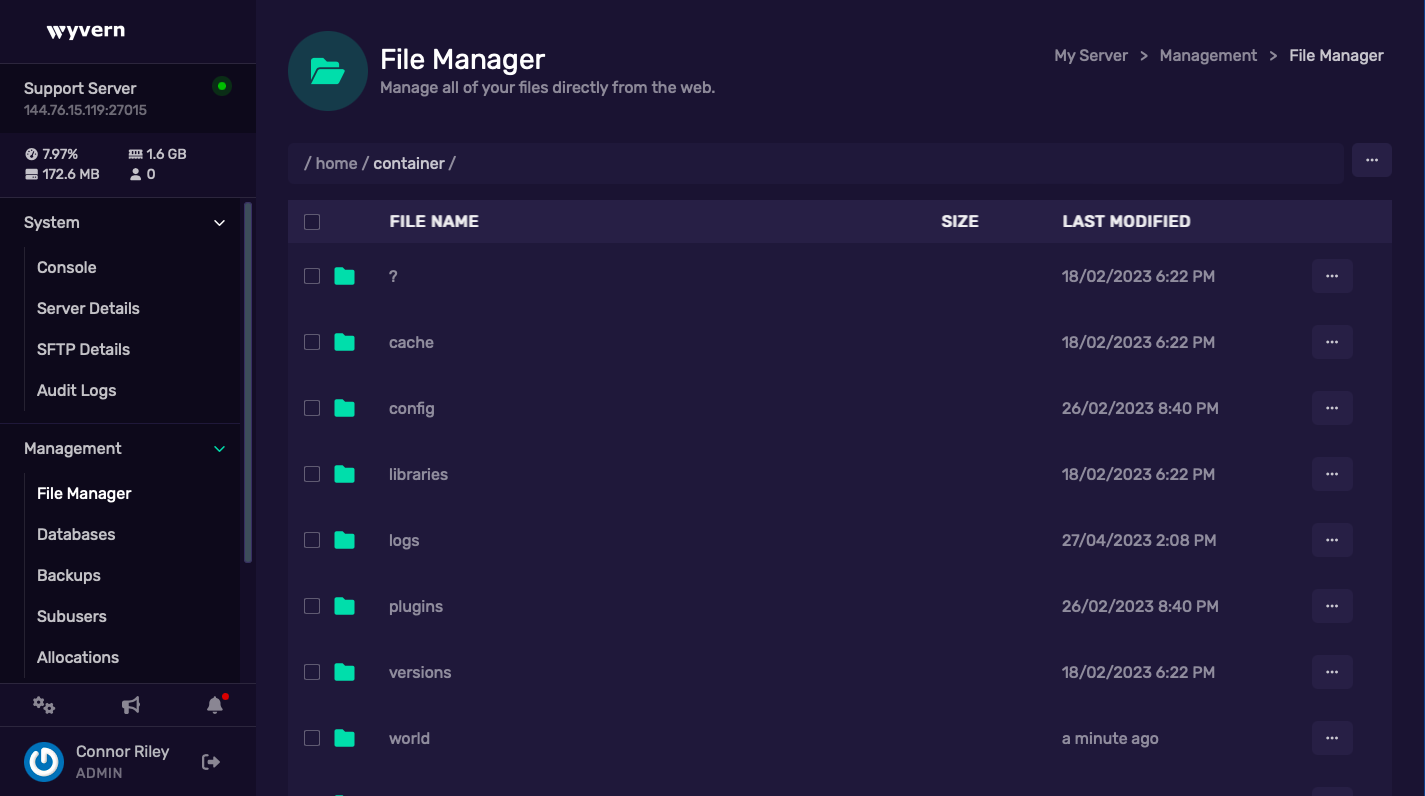 wyvern
Support Server
144.76.15.119:27015
7.97% 1.6 GB
172.6 MB 0
System
Console
Server Details
SFTP Details
Audit Logs
Management
File Manager
Databases
Backups
Subusers
Allocations
Connor Riley
ADMIN
File Manager
Manage all of your files directly from the web.
My Server > Management > File Manager
/ home / container /
FILE NAME SIZE LAST MODIFIED
? 18/02/2023 6:22 PM
cache 18/02/2023 6:22 PM
config 26/02/2023 8:40 PM
libraries 18/02/2023 6:22 PM
logs 27/04/2023 2:08 PM
plugins 26/02/2023 8:40 PM
versions 18/02/2023 6:22 PM
world a minute ago